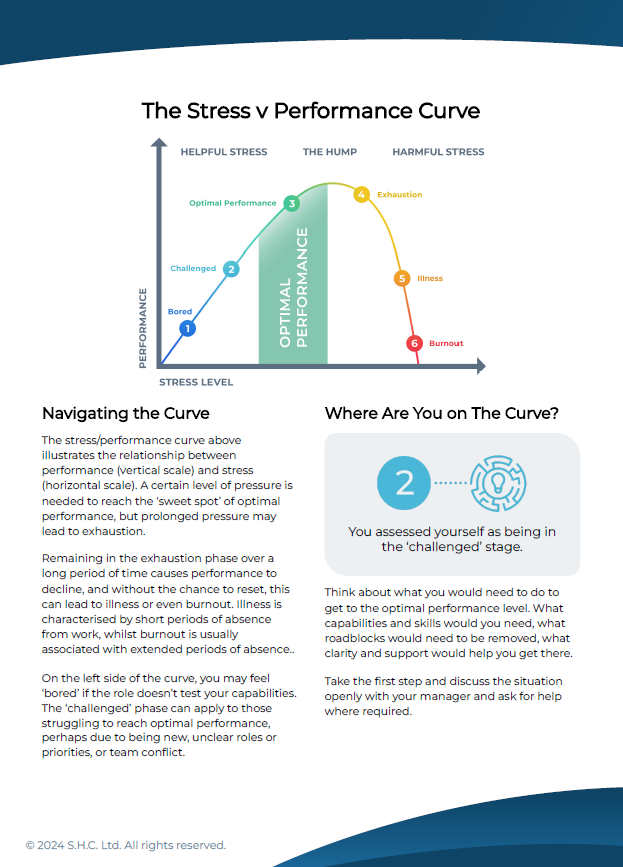 The Stress v Performance Curve
HELPFUL STRESS
THE HUMP
HARMFUL STRESS
Optimal Performance
3
4
Exhaustion
Challenged
2
5
Illness
Bored
1
6
Burnout
OPTIMAL
PERFORMANCE
PERFORMANCE
STRESS LEVEL
Navigating the Curve
The stress/performance curve above
illustrates the relationship between
performance (vertical scale) and stress
(horizontal scale). A certain level of pressure is
needed to reach the ‘sweet spot’ of optimal
performance, but prolonged pressure may
lead to exhaustion.
Remaining in the exhaustion phase over a
long period of time causes performance to
decline, and without the chance to reset, this
can lead to illness or even burnout. Illness is
characterised by short periods of absence
from work, whilst burnout is usually
associated with extended periods of absence..
On the left side of the curve, you may feel
‘bored’ if the role doesn’t test your capabilities.
The ‘challenged’ phase can apply to those
struggling to reach optimal performance,
perhaps due to being new, unclear roles or
priorities, or team conflict.
Where Are You on The Curve?
2
You assessed yourself as being in
the ‘challenged’ stage.
Think about what you would need to do to
get to the optimal performance level. What
capabilities and skills would you need, what
roadblocks would need to be removed, what
clarity and support would help you get there.
Take the first step and discuss the situation
openly with your manager and ask for help
where required.
© 2024 S.H.C. Ltd. All rights reserved.